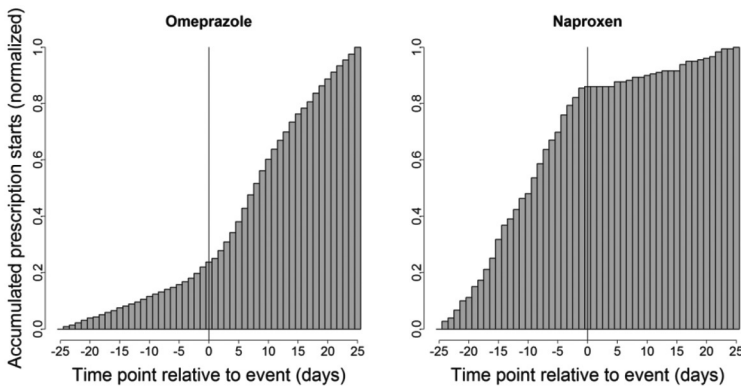 Omeprazole
Naproxen
Accumulated prescription starts (normalized)
1.0
0.8
0.6
0.4
0.2
0.0
-25 -20 -15 -10 -5 0 5 10 15 20 25
Time point relative to event (days)
1.0
0.8
0.6
0.4
0.2
0.0
-25 -20 -15 -10 -5 0 5 10 15 20 25
Time point relative to event (days)